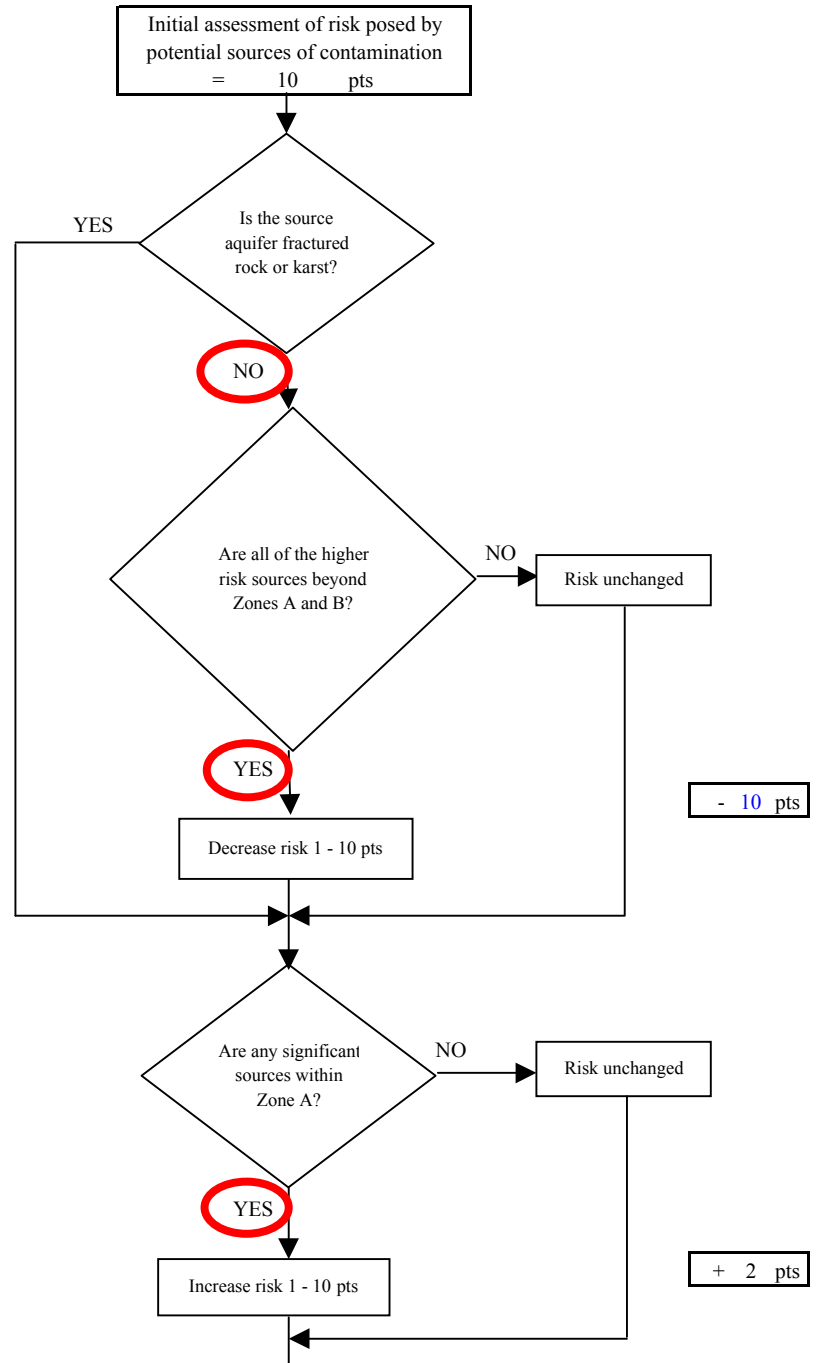 Initial assessment of risk posed by
potential sources of contamination
= 10 pts
YES
Is the source
aquifer fractured
rock or karst?
NO
Are all of the higher
risk sources beyond
Zones A and B?
NO
Risk unchanged
YES
- 10 pts
Decrease risk 1 - 10 pts
Are any significant
sources within
Zone A?
NO
Risk unchanged
YES
+ 2 pts
Increase risk 1 - 10 pts